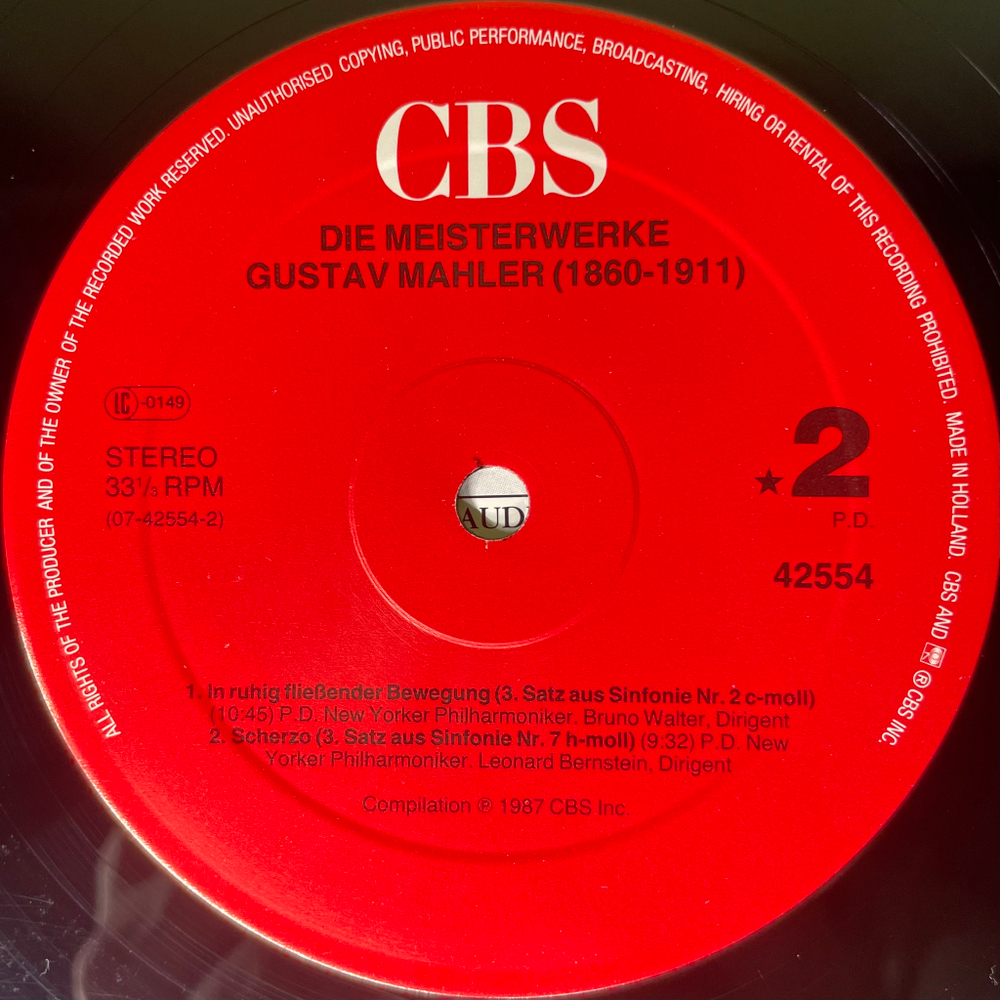 ALL RIGHTS OF THE PRODUCER AND OF THE OWNER OF THE RECORDED WORK RESERVED. UNAUTHORISED COPYING, PUBLIC PERFORMANCE, BROADCASTING, HIRING OR RENTAL OF THIS RECORDING PROHIBITED. MADE IN HOLLAND. CBS AND ℗ CBS INC.
CBS
DIE MEISTERWERKE
GUSTAV MAHLER (1860-1911)
LC -0149
STEREO
33⅓ RPM
(07-42554-2)
AUD
★2
P.D.
42554
1. In ruhig fließender Bewegung (3. Satz aus Sinfonie Nr. 2 c-moll)
(10:45) P.D. New Yorker Philharmoniker. Bruno Walter, Dirigent
2. Scherzo (3. Satz aus Sinfonie Nr. 7 h-moll) (9:32) P.D. New
Yorker Philharmoniker. Leonard Bernstein, Dirigent
Compilation ℗ 1987 CBS Inc.